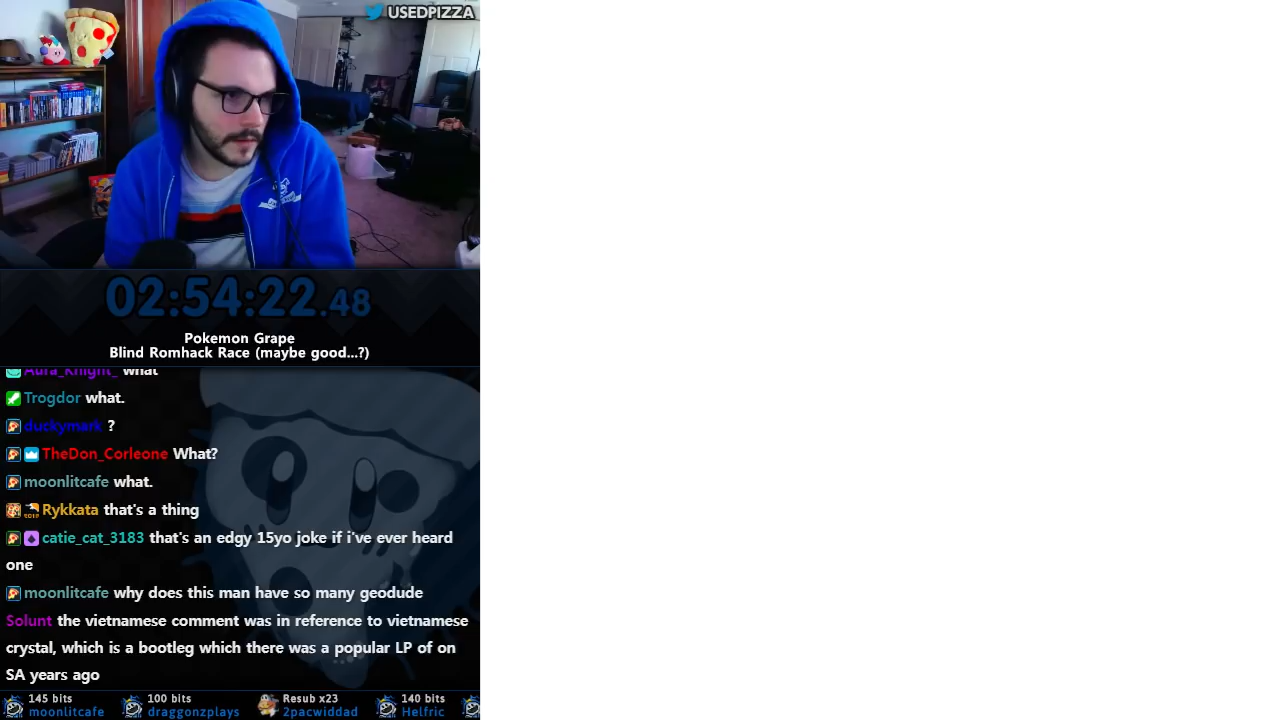 USEDPIZZA
02:54:22.48
Pokemon Grape
Blind Romhack Race (maybe good...?)
Aura_Knight_ what
Trogdor what.
duckymark ?
TheDon_Corleone What?
moonlitcafe what.
Rykkata that's a thing
catie_cat_3183 that's an edgy 15yo joke if i've ever heard
one
moonlitcafe why does this man have so many geodude
Solunt the vietnamese comment was in reference to vietnamese
crystal, which is a bootleg which there was a popular LP of on
SA years ago
145 bits 100 bits Resub x23 140 bits
moonlitcafe draggonzplays 2pacwiddad Helfric